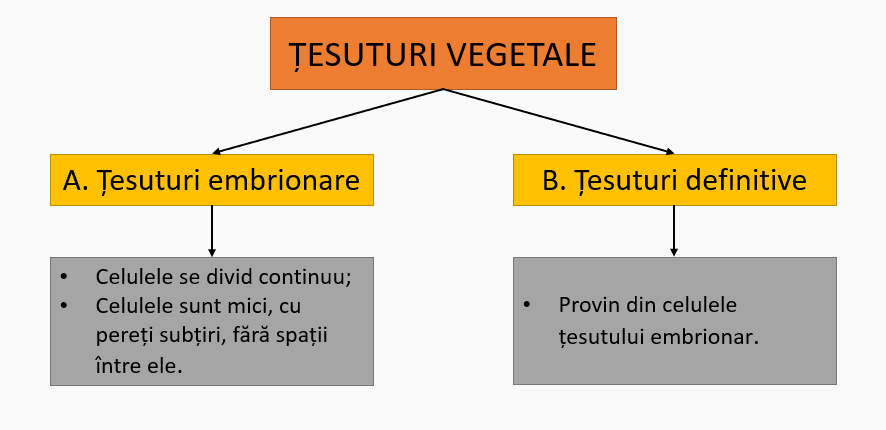 ȚESUTURI VEGETALE
A. Țesuturi embrionare
B. Țesuturi definitive
• Celulele se divid continuu;
• Celulele sunt mici, cu
pereți subțiri, fără spații
între ele.
• Provin din celulele
țesutului embrionar.